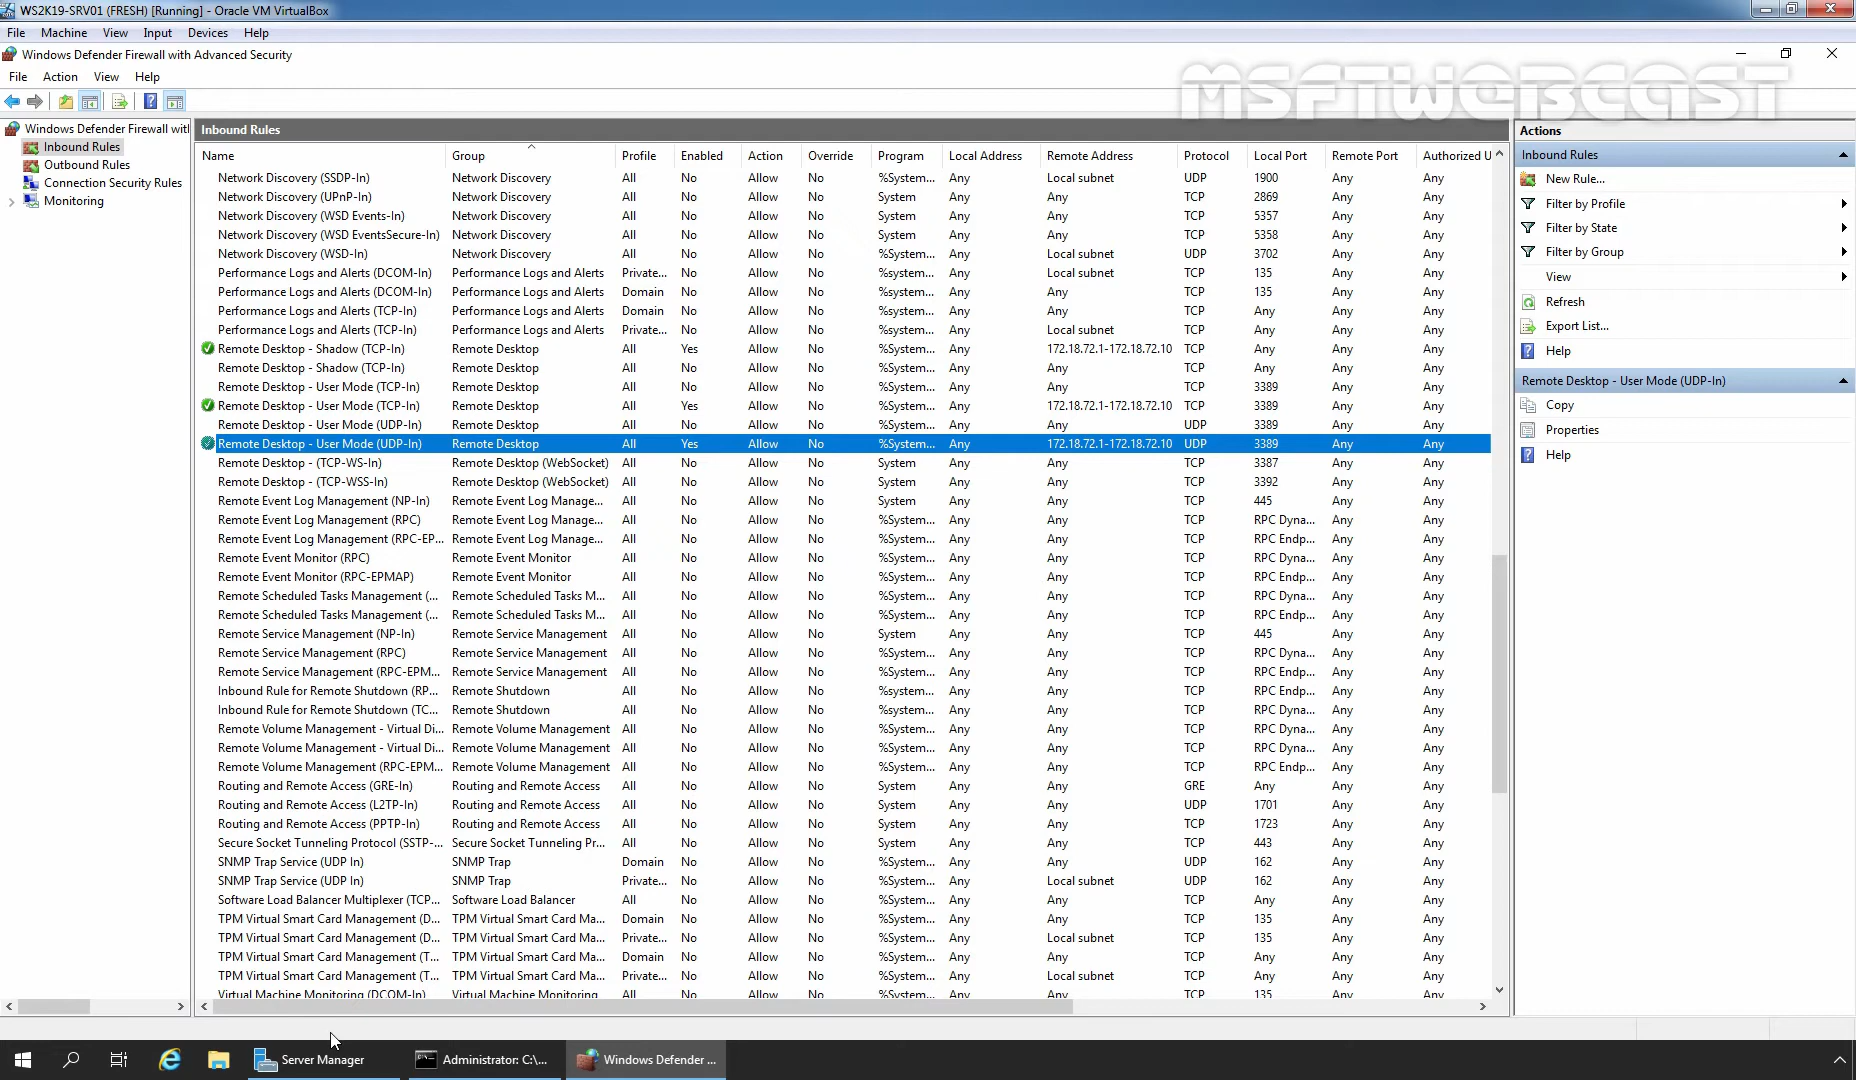 WS2K19-SRV01 (FRESH) [Running] - Oracle VM VirtualBox
File Machine View Input Devices Help
Windows Defender Firewall with Advanced Security
File Action View Help
MSFTWEBCAST
Windows Defender Firewall wit
Inbound Rules
Outbound Rules
Connection Security Rules
Monitoring
Inbound Rules
Name Group Profile Enabled Action Override Program Local Address Remote Address Protocol Local Port Remote Port Authorized U
Network Discovery (SSDP-In) Network Discovery All No Allow No %System... Any Local subnet UDP 1900 Any Any
Network Discovery (UPnP-In) Network Discovery All No Allow No System Any Any TCP 2869 Any Any
Network Discovery (WSD Events-In) Network Discovery All No Allow No System Any Any TCP 5357 Any Any
Network Discovery (WSD EventsSecure-In) Network Discovery All No Allow No System Any Any TCP 5358 Any Any
Network Discovery (WSD-In) Network Discovery All No Allow No %System... Any Local subnet UDP 3702 Any Any
Performance Logs and Alerts (DCOM-In) Performance Logs and Alerts Private... No Allow No %system... Any Local subnet TCP 135 Any Any
Performance Logs and Alerts (DCOM-In) Performance Logs and Alerts Domain No Allow No %system... Any Any TCP 135 Any Any
Performance Logs and Alerts (TCP-In) Performance Logs and Alerts Domain No Allow No %system... Any Any TCP Any Any Any
Performance Logs and Alerts (TCP-In) Performance Logs and Alerts Private... No Allow No %system... Any Local subnet TCP Any Any Any
Remote Desktop - Shadow (TCP-In) Remote Desktop All Yes Allow No %System... Any 172.18.72.1-172.18.72.10 TCP Any Any Any
Remote Desktop - Shadow (TCP-In) Remote Desktop All No Allow No %System... Any Any TCP Any Any Any
Remote Desktop - User Mode (TCP-In) Remote Desktop All No Allow No %System... Any Any TCP 3389 Any Any
Remote Desktop - User Mode (TCP-In) Remote Desktop All Yes Allow No %System... Any 172.18.72.1-172.18.72.10 TCP 3389 Any Any
Remote Desktop - User Mode (UDP-In) Remote Desktop All No Allow No %System... Any Any UDP 3389 Any Any
Remote Desktop - User Mode (UDP-In) Remote Desktop All Yes Allow No %System... Any 172.18.72.1-172.18.72.10 UDP 3389 Any Any
Remote Desktop - (TCP-WS-In) Remote Desktop (WebSocket) All No Allow No System Any Any TCP 3387 Any Any
Remote Desktop - (TCP-WSS-In) Remote Desktop (WebSocket) All No Allow No System Any Any TCP 3392 Any Any
Remote Event Log Management (NP-In) Remote Event Log Manage... All No Allow No System Any Any TCP 445 Any Any
Remote Event Log Management (RPC) Remote Event Log Manage... All No Allow No %System... Any Any TCP RPC Dyna... Any Any
Remote Event Log Management (RPC-EP... Remote Event Log Manage... All No Allow No %System... Any Any TCP RPC Endp... Any Any
Remote Event Monitor (RPC) Remote Event Monitor All No Allow No %System... Any Any TCP RPC Dyna... Any Any
Remote Event Monitor (RPC-EPMAP) Remote Event Monitor All No Allow No %System... Any Any TCP RPC Endp... Any Any
Remote Scheduled Tasks Management (... Remote Scheduled Tasks M... All No Allow No %System... Any Any TCP RPC Dyna... Any Any
Remote Scheduled Tasks Management (... Remote Scheduled Tasks M... All No Allow No %System... Any Any TCP RPC Endp... Any Any
Remote Service Management (NP-In) Remote Service Management All No Allow No System Any Any TCP 445 Any Any
Remote Service Management (RPC) Remote Service Management All No Allow No %System... Any Any TCP RPC Dyna... Any Any
Remote Service Management (RPC-EPM... Remote Service Management All No Allow No %System... Any Any TCP RPC Endp... Any Any
Inbound Rule for Remote Shutdown (RP... Remote Shutdown All No Allow No %system... Any Any TCP RPC Endp... Any Any
Inbound Rule for Remote Shutdown (TC... Remote Shutdown All No Allow No %system... Any Any TCP RPC Dyna... Any Any
Remote Volume Management - Virtual Di... Remote Volume Management All No Allow No %System... Any Any TCP RPC Dyna... Any Any
Remote Volume Management - Virtual Di... Remote Volume Management All No Allow No %System... Any Any TCP RPC Dyna... Any Any
Remote Volume Management (RPC-EPM... Remote Volume Management All No Allow No %System... Any Any TCP RPC Endp... Any Any
Routing and Remote Access (GRE-In) Routing and Remote Access All No Allow No System Any Any GRE Any Any Any
Routing and Remote Access (L2TP-In) Routing and Remote Access All No Allow No System Any Any UDP 1701 Any Any
Routing and Remote Access (PPTP-In) Routing and Remote Access All No Allow No System Any Any TCP 1723 Any Any
Secure Socket Tunneling Protocol (SSTP-... Secure Socket Tunneling Pr... All No Allow No System Any Any TCP 443 Any Any
SNMP Trap Service (UDP In) SNMP Trap Domain No Allow No %System... Any Any UDP 162 Any Any
SNMP Trap Service (UDP In) SNMP Trap Private... No Allow No %System... Any Local subnet UDP 162 Any Any
Software Load Balancer Multiplexer (TCP... Software Load Balancer All No Allow No %System... Any Any TCP Any Any Any
TPM Virtual Smart Card Management (D... TPM Virtual Smart Card Ma... Domain No Allow No %System... Any Any TCP 135 Any Any
TPM Virtual Smart Card Management (D... TPM Virtual Smart Card Ma... Private... No Allow No %System... Any Local subnet TCP 135 Any Any
TPM Virtual Smart Card Management (T... TPM Virtual Smart Card Ma... Domain No Allow No %System... Any Any TCP Any Any Any
TPM Virtual Smart Card Management (T... TPM Virtual Smart Card Ma... Private... No Allow No %System... Any Local subnet TCP Any Any Any
Virtual Machine Monitoring (DCOM-In) Virtual Machine Monitoring All No Allow No %System... Any Any TCP 135 Any Any
Actions
Inbound Rules
New Rule...
Filter by Profile
Filter by State
Filter by Group
View
Refresh
Export List...
Help
Remote Desktop - User Mode (UDP-In)
Copy
Properties
Help
Server Manager
Administrator: C:\...
Windows Defender ...